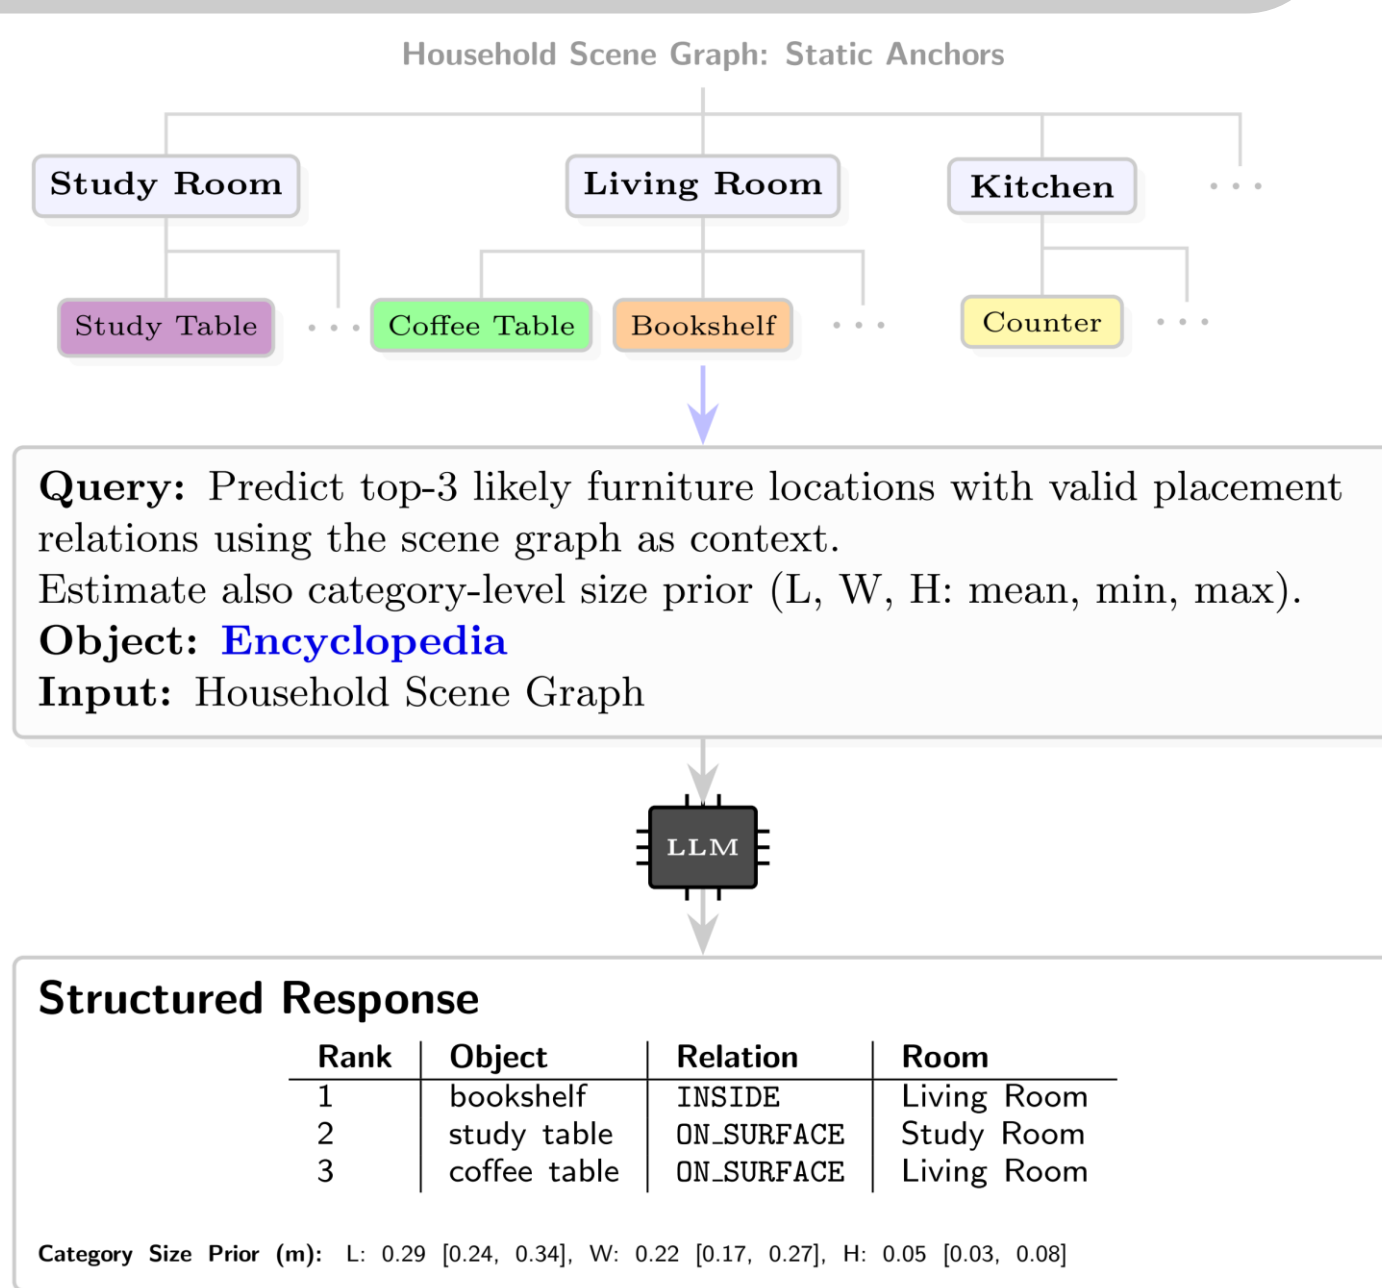 Household Scene Graph: Static Anchors
Study Room
Living Room
Kitchen
...
Study Table
...
Coffee Table
Bookshelf
...
Counter
...
Query: Predict top-3 likely furniture locations with valid placement
relations using the scene graph as context.
Estimate also category-level size prior (L, W, H: mean, min, max).
Object: Encyclopedia
Input: Household Scene Graph
LLM
Structured Response
Rank Object Relation Room
1 bookshelf INSIDE Living Room
2 study table ON_SURFACE Study Room
3 coffee table ON_SURFACE Living Room
Category Size Prior (m): L: 0.29 [0.24, 0.34], W: 0.22 [0.17, 0.27], H: 0.05 [0.03, 0.08]